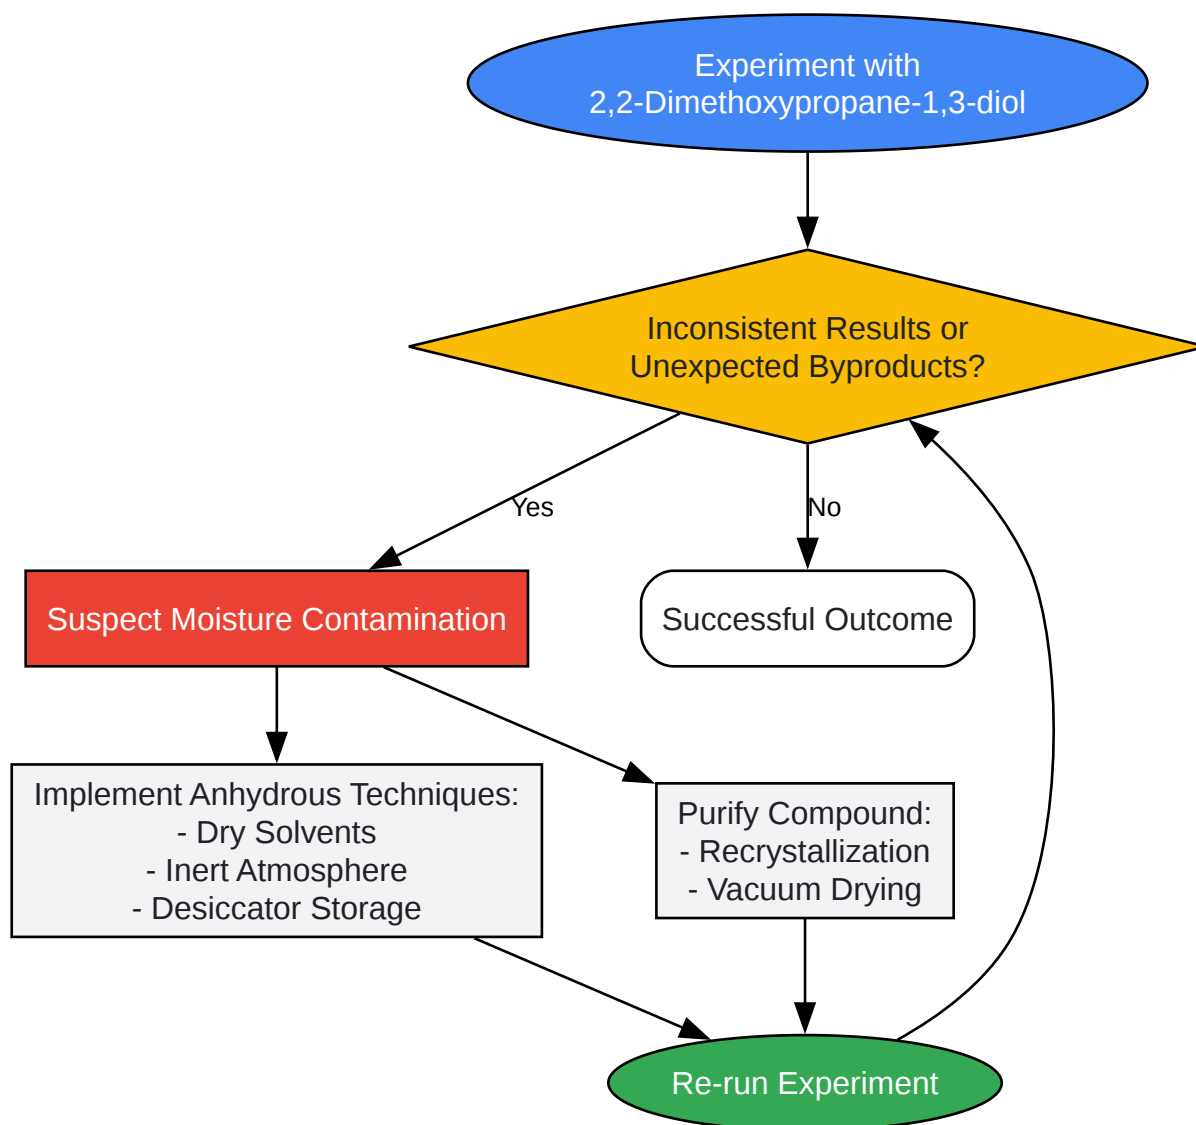 Experiment with
2,2-Dimethoxypropane-1,3-diol
Inconsistent Results or
Unexpected Byproducts?
Yes
No
Suspect Moisture Contamination
Successful Outcome
Implement Anhydrous Techniques:
- Dry Solvents
- Inert Atmosphere
- Desiccator Storage
Purify Compound:
- Recrystallization
- Vacuum Drying
Re-run Experiment